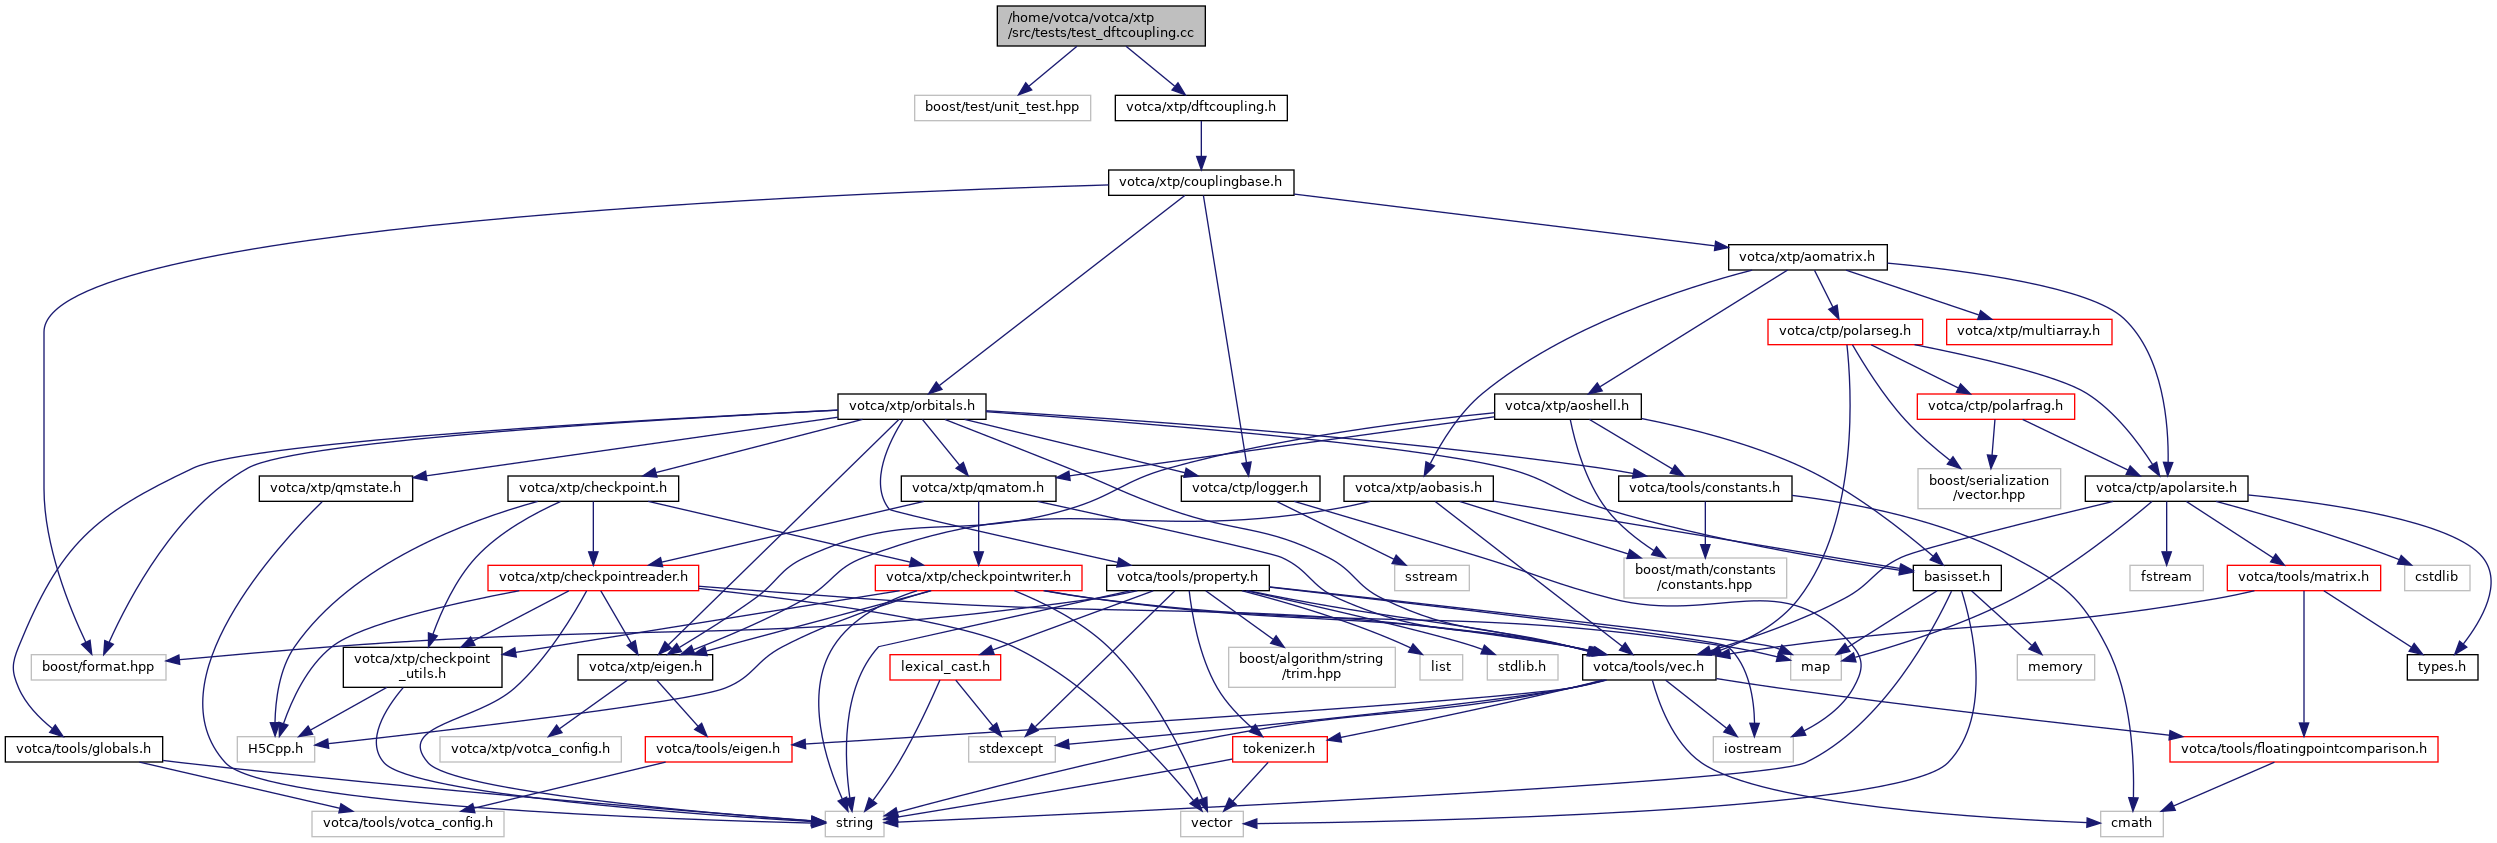 /home/votca/votca/xtp
/src/tests/test_dftcoupling.cc
boost/test/unit_test.hpp
votca/xtp/dftcoupling.h
votca/xtp/couplingbase.h
votca/xtp/aomatrix.h
votca/ctp/polarseg.h
votca/xtp/multiarray.h
votca/xtp/orbitals.h
votca/xtp/aoshell.h
votca/ctp/polarfrag.h
votca/xtp/qmstate.h
votca/xtp/checkpoint.h
votca/xtp/qmatom.h
votca/ctp/logger.h
votca/xtp/aobasis.h
votca/tools/constants.h
boost/serialization
/vector.hpp
votca/ctp/apolarsite.h
votca/xtp/checkpointreader.h
votca/xtp/checkpointwriter.h
votca/tools/property.h
sstream
boost/math/constants
/constants.hpp
basisset.h
fstream
votca/tools/matrix.h
cstdlib
boost/format.hpp
votca/xtp/checkpoint
_utils.h
votca/xtp/eigen.h
lexical_cast.h
boost/algorithm/string
/trim.hpp
list
stdlib.h
votca/tools/vec.h
map
memory
types.h
votca/tools/globals.h
H5Cpp.h
votca/xtp/votca_config.h
votca/tools/eigen.h
stdexcept
tokenizer.h
iostream
votca/tools/floatingpointcomparison.h
votca/tools/votca_config.h
string
vector
cmath